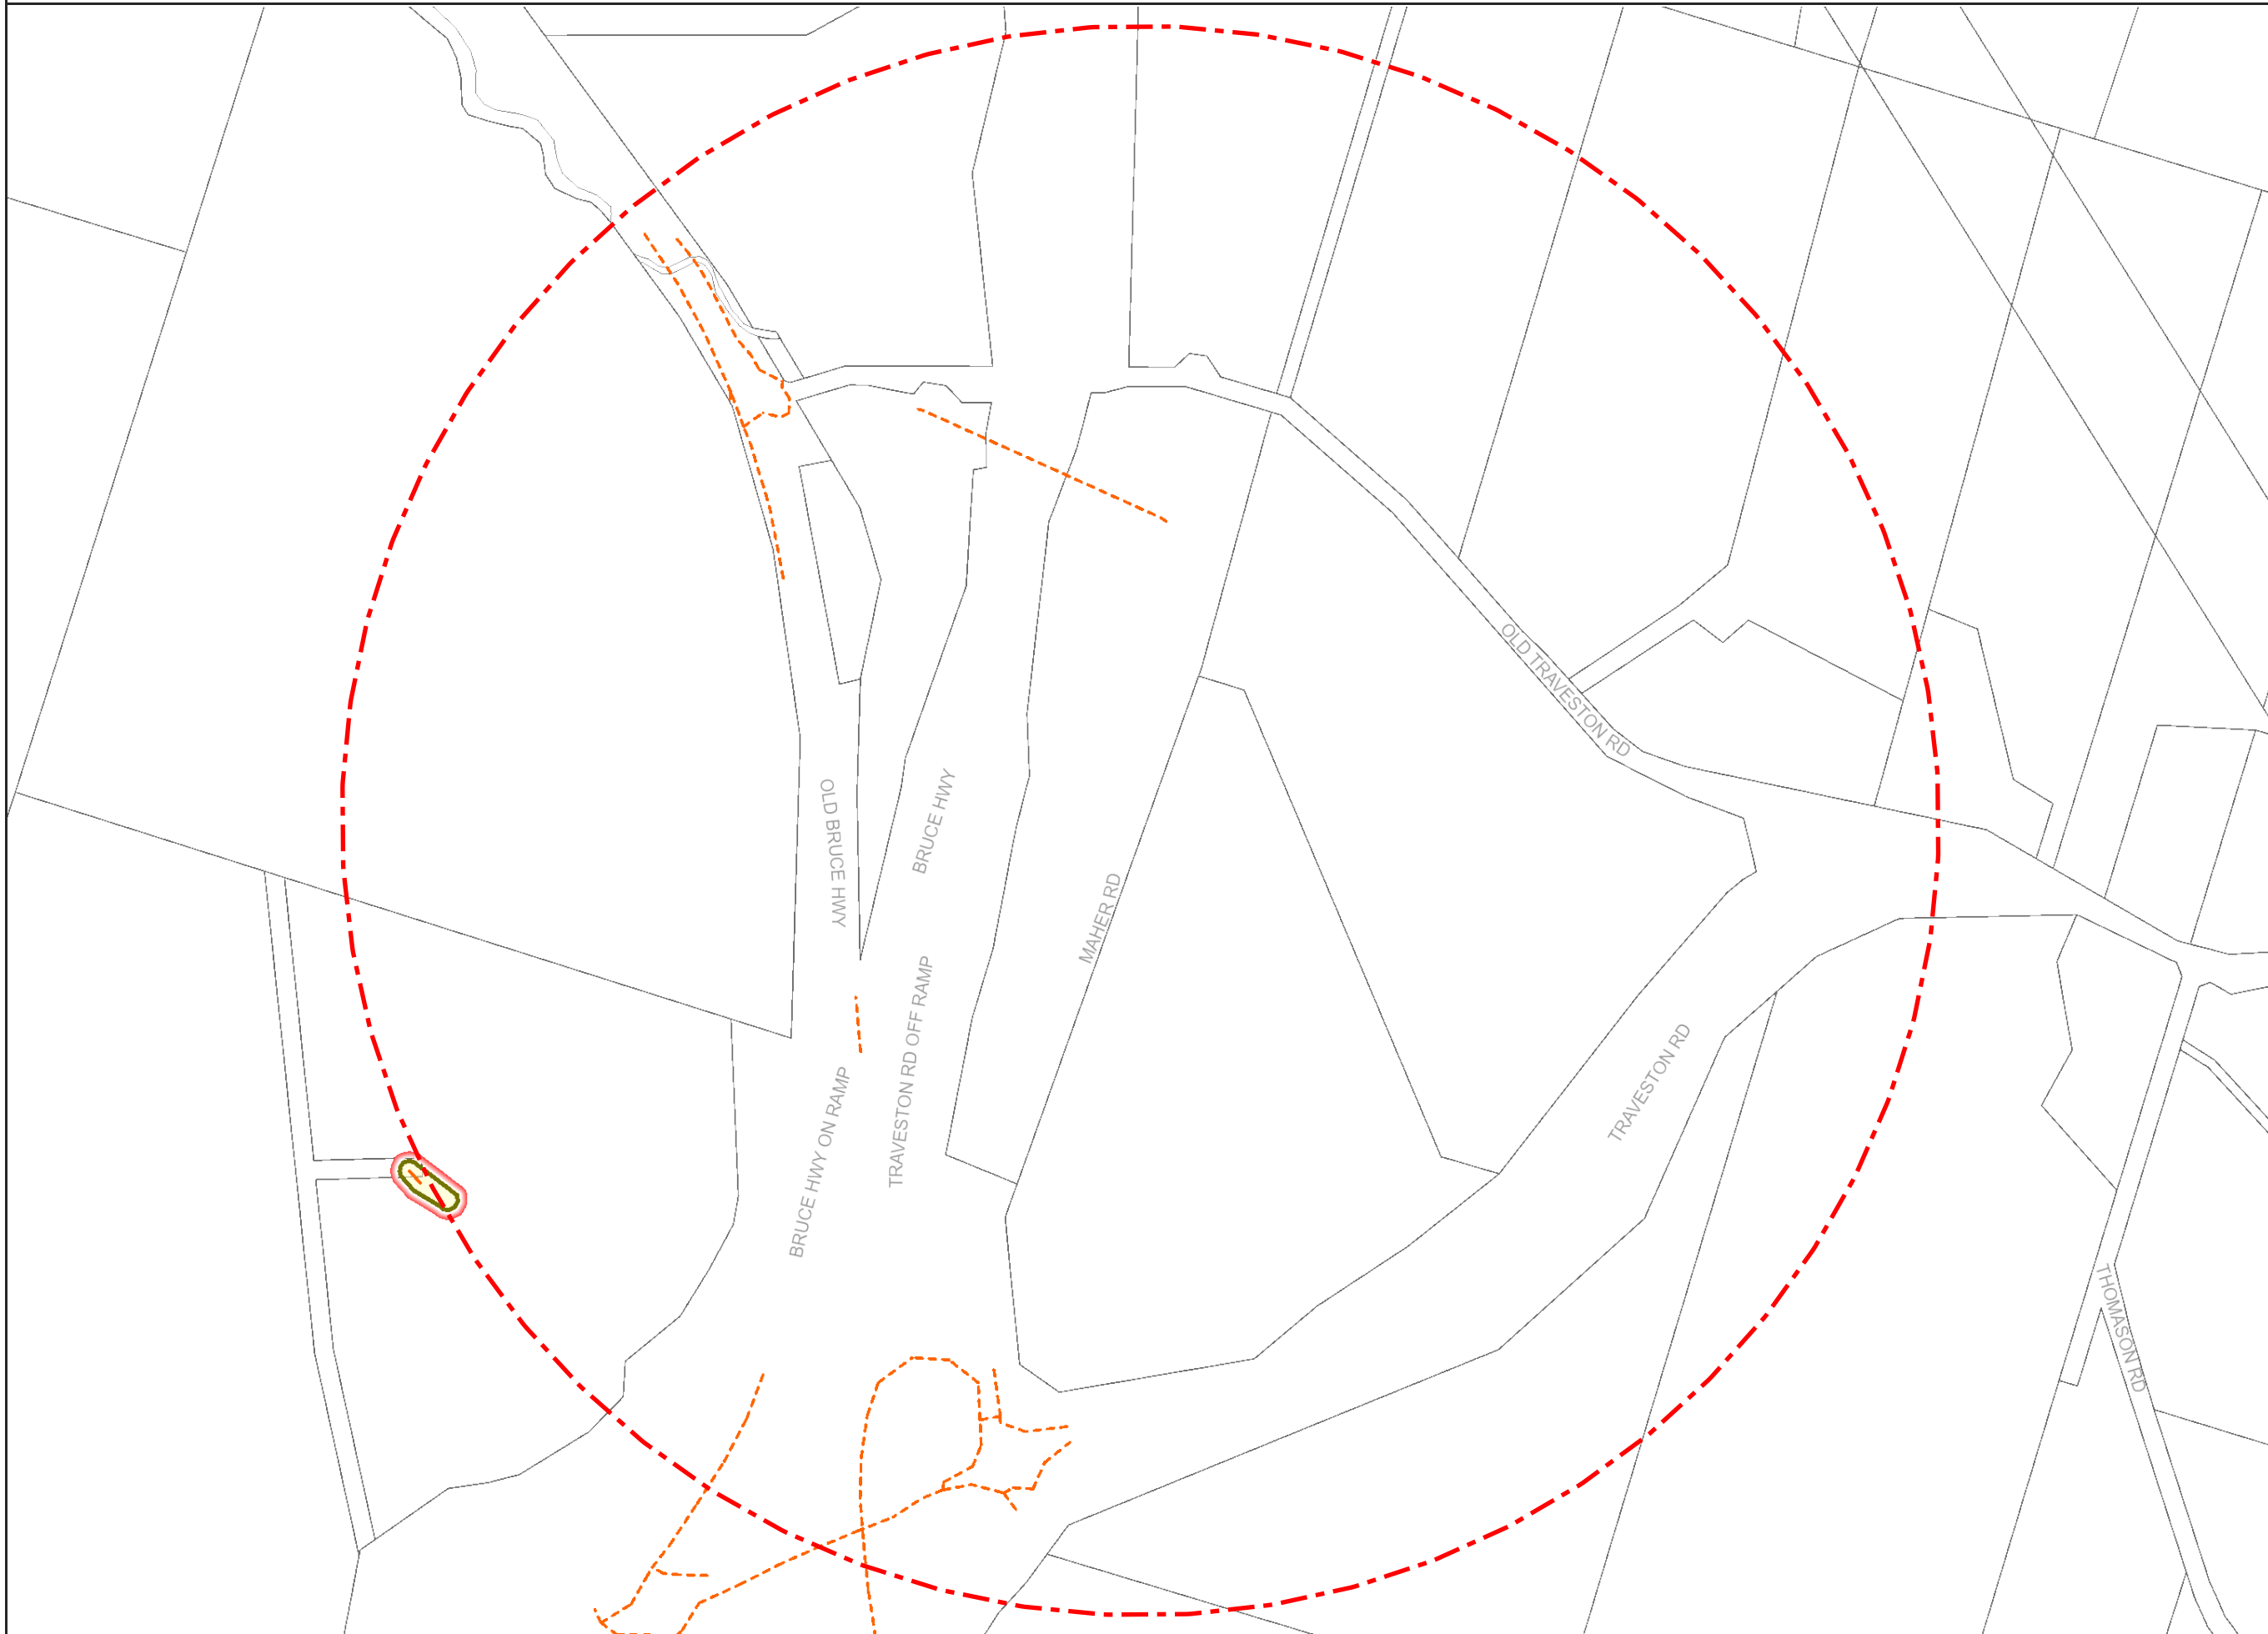 OLD TRAVESTON RD
OLD BRUCE HWY
BRUCE HWY
MAHER RD
TRAVESTON RD OFF RAMP
BRUCE HWY ON RAMP
TRAVESTON RD
THOMASON RD